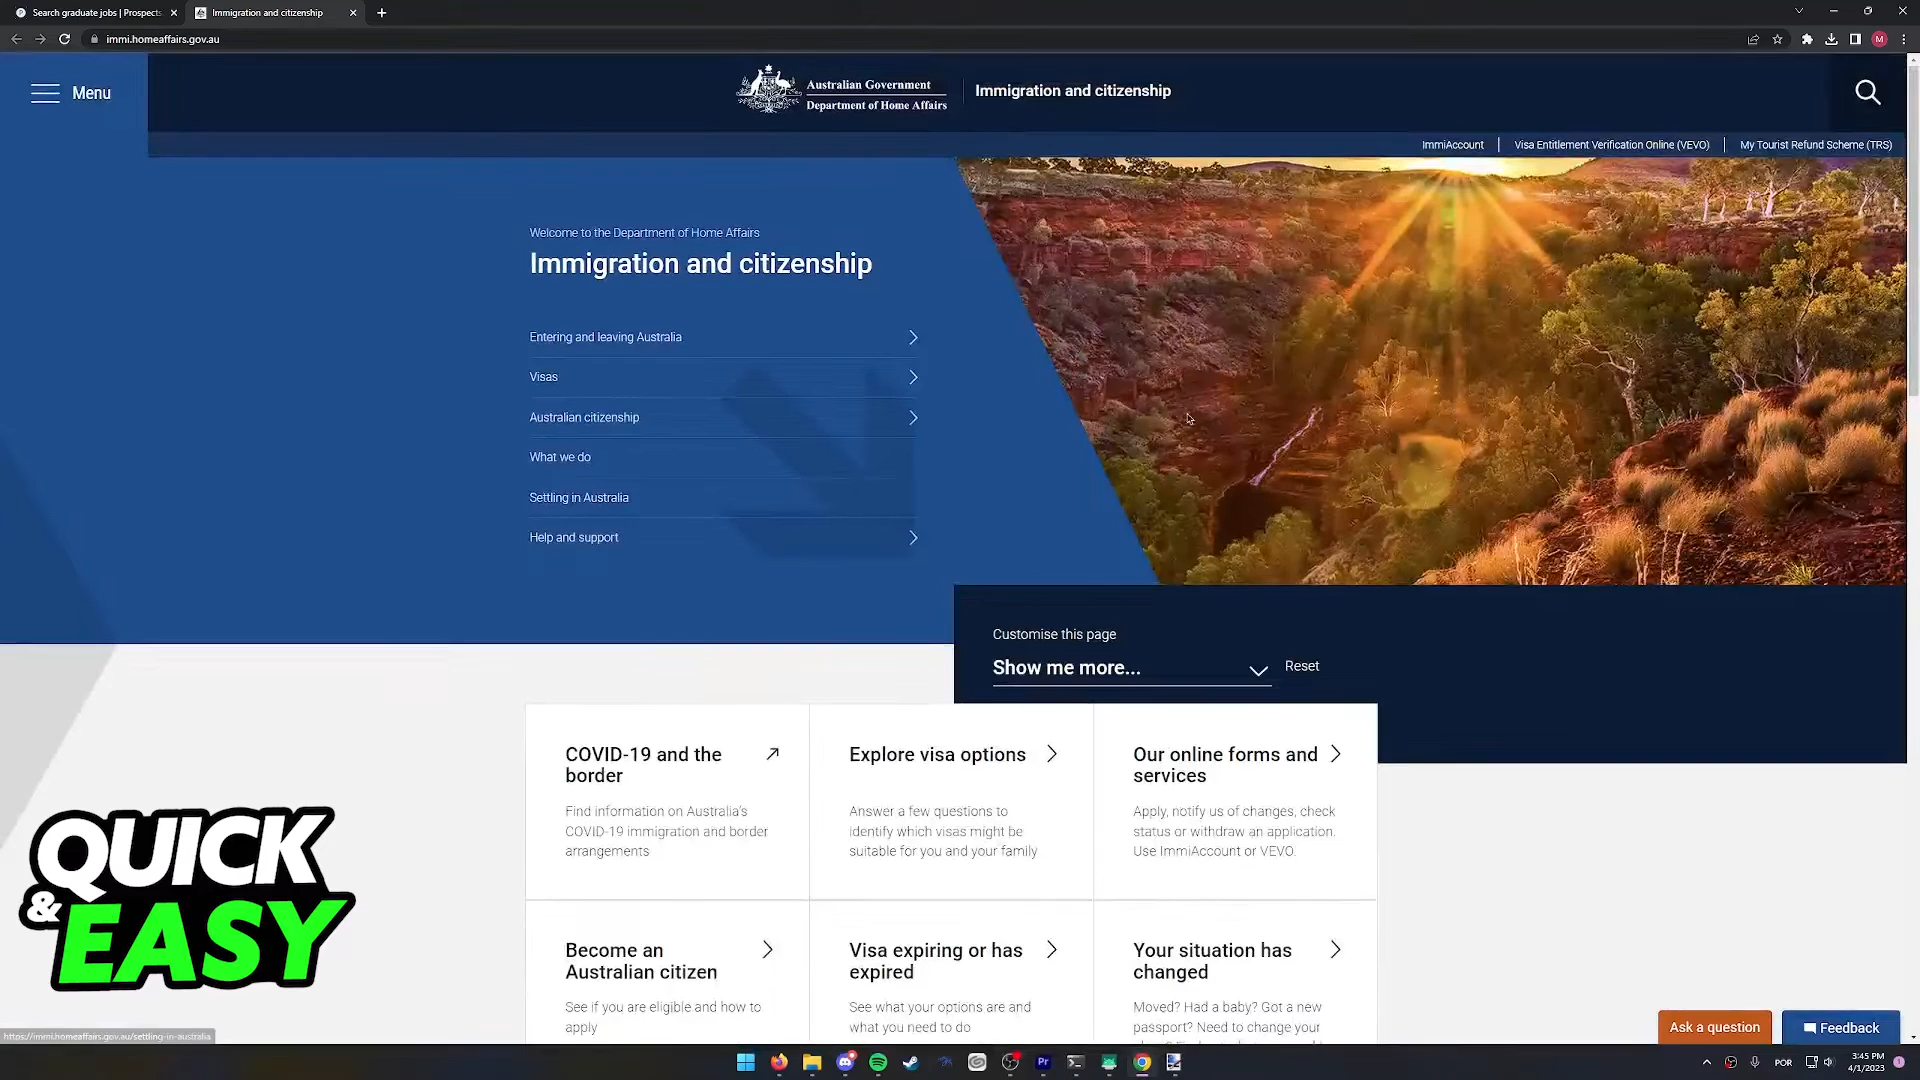 Search graduate jobs | Prospects
Immigration and citizenship
immi.homeaffairs.gov.au
M
Menu
Australian Government
Department of Home Affairs
Immigration and citizenship
ImmiAccount
Visa Entitlement Verification Online (VEVO)
My Tourist Refund Scheme (TRS)
Welcome to the Department of Home Affairs
Immigration and citizenship
Entering and leaving Australia
Visas
Australian citizenship
What we do
Settling in Australia
Help and support
Customise this page
Show me more...
Reset
COVID-19 and the
border
Find information on Australia's
COVID-19 immigration and border
arrangements
Explore visa options
Answer a few questions to
identify which visas might be
suitable for you and your family
Our online forms and
services
Apply, notify us of changes, check
status or withdraw an application.
Use ImmiAccount or VEVO.
Become an
Australian citizen
See if you are eligible and how to
apply
Visa expiring or has
expired
See what your options are and
what you need to do
Your situation has
changed
Moved? Had a baby? Got a new
passport? Need to change your
QUICK
&EASY
Ask a question
Feedback
https://immi.homeaffairs.gov.au/settling-in-australia
Pr
POR
3:45 PM
4/1/2023
1